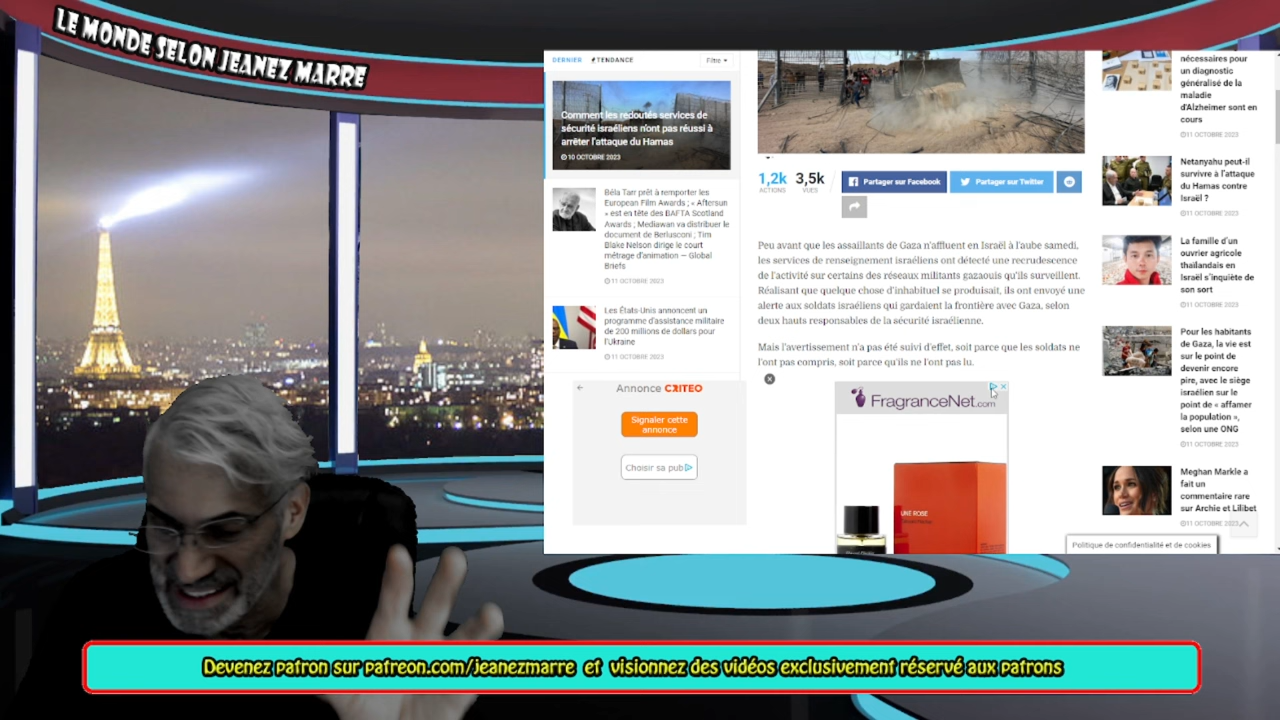 LE MONDE SELON JEANEZ MARRE
DERNIER
TENDANCE
Filtre
Comment les redoutés services de
sécurité israéliens n'ont pas réussi à
arrêter l'attaque du Hamas
10 OCTOBRE 2023
Béla Tarr prêt à remporter les
European Film Awards ; « Aftersun
» est en tête des BAFTA Scotland
Awards ; Mediawan va distribuer le
document de Berlusconi ; Tim
Blake Nelson dirige le court
métrage d'animation – Global
Briefs
11 OCTOBRE 2023
Les États-Unis annoncent un
programme d'assistance militaire
de 200 millions de dollars pour
l'Ukraine
11 OCTOBRE 2023
Annonce CRITEO
Signaler cette
annonce
Choisir sa pub
1,2k
ACTIONS
3,5k
VUES
Partager sur Facebook
Partager sur Twitter
Peu avant que les assaillants de Gaza n'affluent en Israël à l'aube samedi,
les services de renseignement israéliens ont détecté une recrudescence
de l'activité sur certains des réseaux militants gazaouis qu'ils surveillent.
Réalisant que quelque chose d'inhabituel se produisait, ils ont envoyé une
alerte aux soldats israéliens qui gardaient la frontière avec Gaza, selon
deux hauts responsables de la sécurité israélienne.
Mais l'avertissement n'a pas été suivi d'effet, soit parce que les soldats ne
l'ont pas compris, soit parce qu'ils ne l'ont pas lu.
FragranceNet.com
UNE ROSE
nécessaires pour
un diagnostic
généralisé de la
maladie
d'Alzheimer sont en
cours
11 OCTOBRE 2023
Netanyahu peut-il
survivre à l'attaque
du Hamas contre
Israël ?
11 OCTOBRE 2023
La famille d'un
ouvrier agricole
thaïlandais en
Israël s'inquiète de
son sort
11 OCTOBRE 2023
Pour les habitants
de Gaza, la vie est
sur le point de
devenir encore
pire, avec le siège
israélien sur le
point de « affamer
la population »,
selon une ONG
11 OCTOBRE 2023
Meghan Markle a
fait un
commentaire rare
sur Archie et Lilibet
11 OCTOBRE 2023
Politique de confidentialité et de cookies
Devenez patron sur patreon.com/jeanezmarre et visionnez des vidéos exclusivement réservé aux patrons